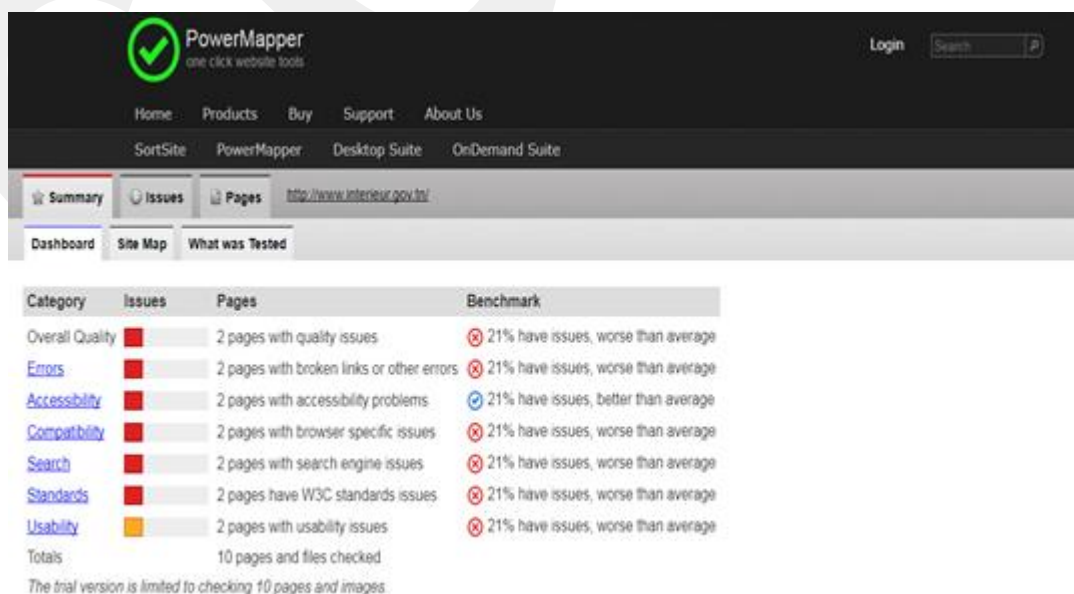 PowerMapper
one click website tools
Login Search
Home Products Buy Support About Us
SortSite PowerMapper Desktop Suite OnDemand Suite
Summary Issues Pages http://www.interieur.gov.tn/
Dashboard Site Map What was Tested
Category Issues Pages Benchmark
Overall Quality 2 pages with quality issues 21% have issues, worse than average
Errors 2 pages with broken links or other errors 21% have issues, worse than average
Accessibility 2 pages with accessibility problems 21% have issues, better than average
Compatibility 2 pages with browser specific issues 21% have issues, worse than average
Search 2 pages with search engine issues 21% have issues, worse than average
Standards 2 pages have W3C standards issues 21% have issues, worse than average
Usability 2 pages with usability issues 21% have issues, worse than average
Totals 10 pages and files checked
The trial version is limited to checking 10 pages and images.